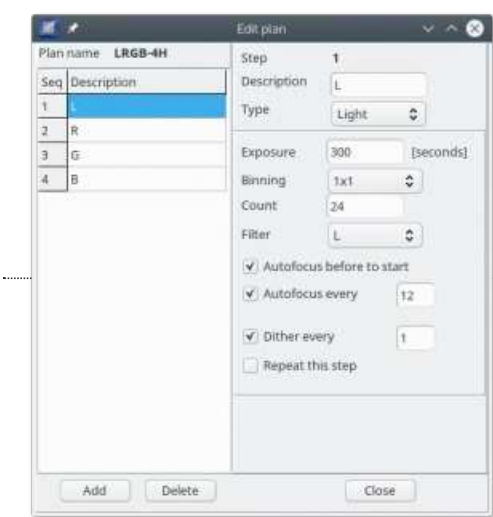 Edit plan
Plan name LRGB-4H
Seq Description
1 L
2 R
3 G
4 B
Step 1
Description L
Type Light
Exposure 300 [seconds]
Binning 1x1
Count 24
Filter L
Autofocus before to start
Autofocus every 12
Dither every 1
Repeat this step
Add Delete Close